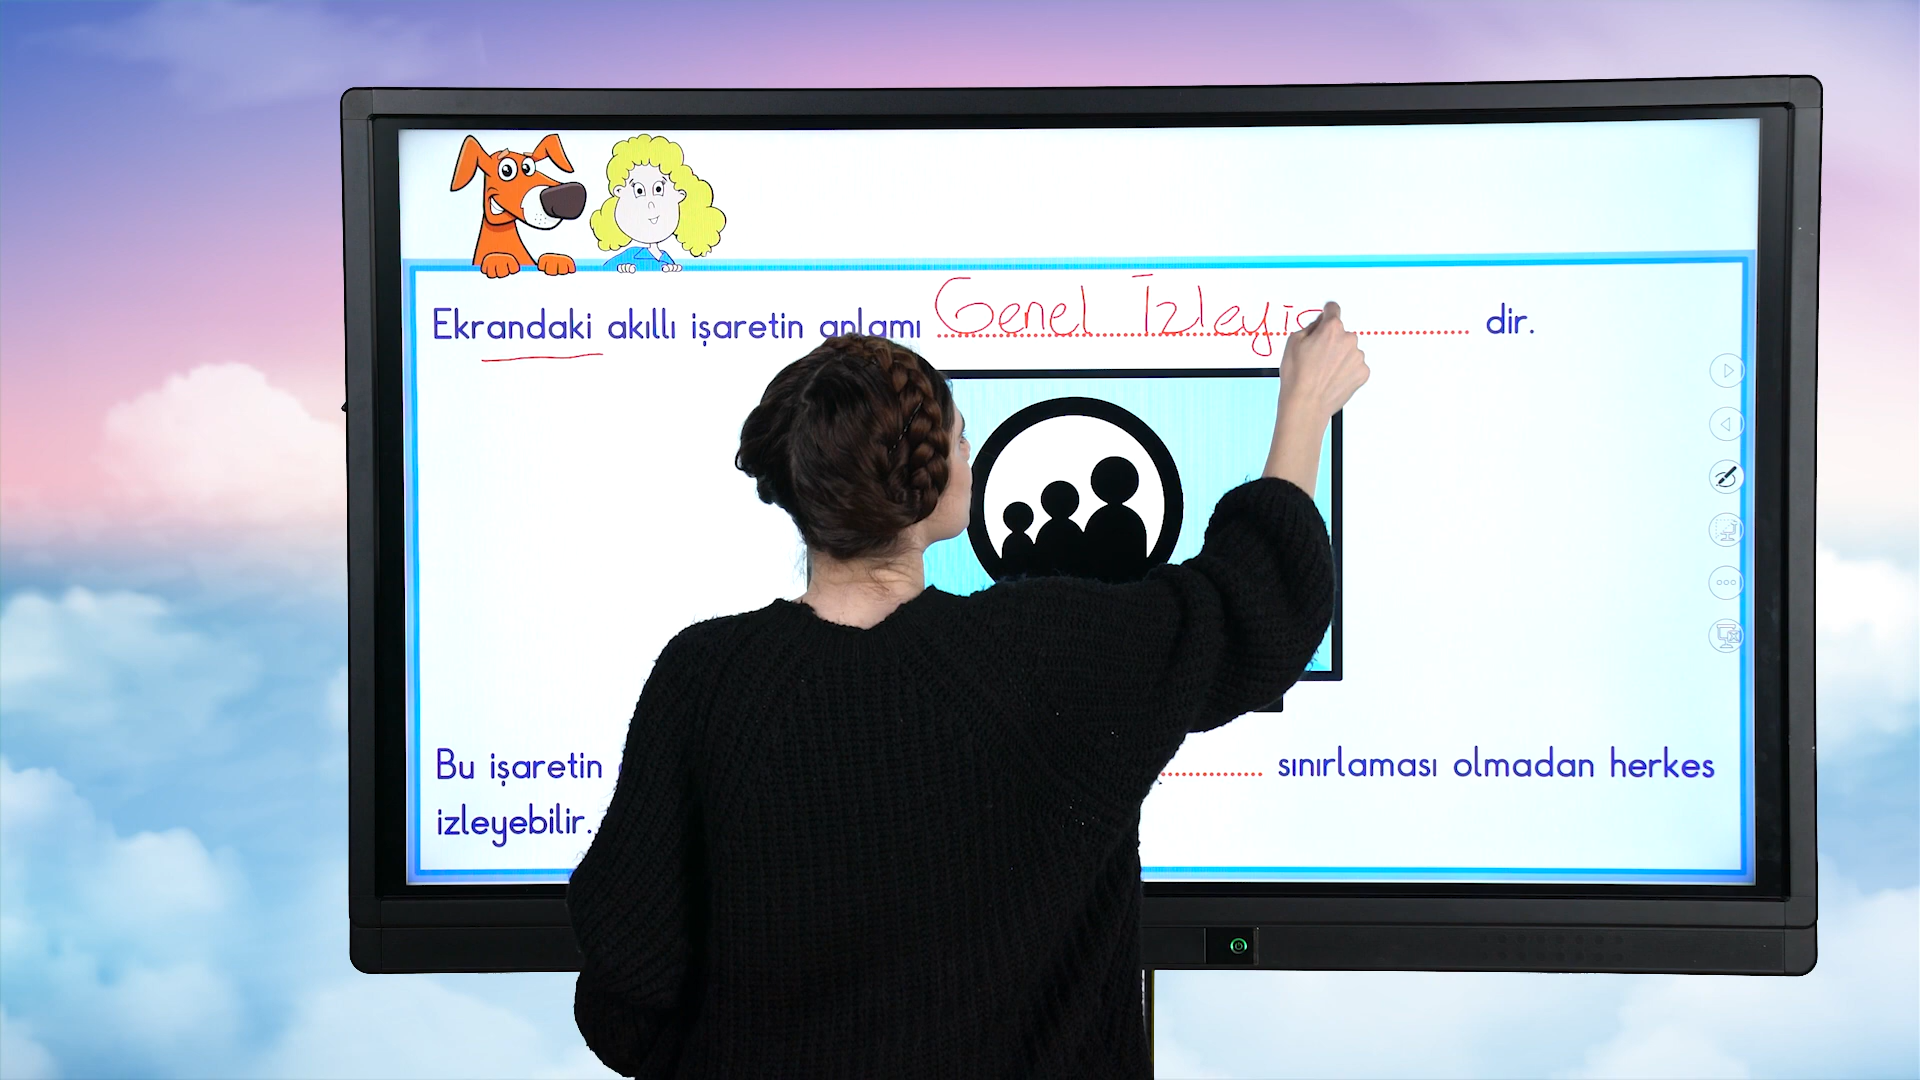 Ekrandaki akıllı işaretin anlamı Genel İzleyic dir.
Bu işaretin sınırlaması olmadan herkes
izleyebilir.